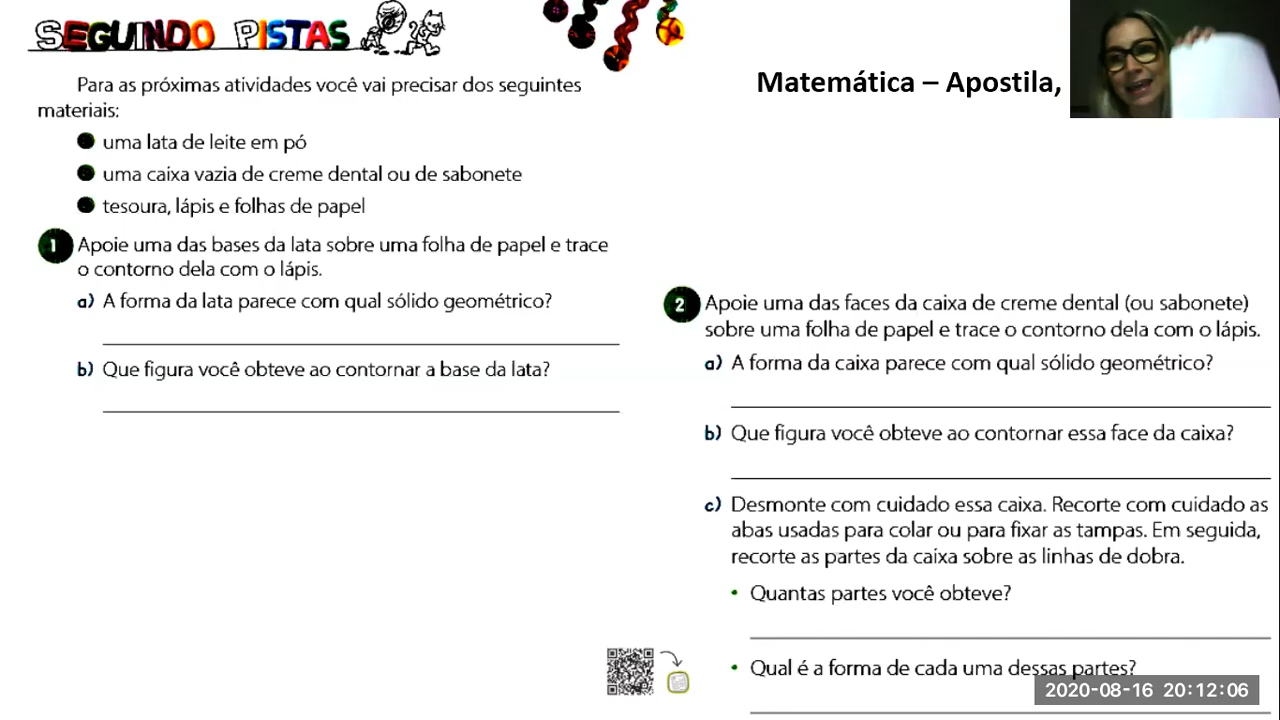 SEGUINDO PISTAS
Para as próximas atividades você vai precisar dos seguintes
materiais:
uma lata de leite em pó
uma caixa vazia de creme dental ou de sabonete
tesoura, lápis e folhas de papel
1 Apoie uma das bases da lata sobre uma folha de papel e trace
o contorno dela com o lápis.
a) A forma da lata parece com qual sólido geométrico?
b) Que figura você obteve ao contornar a base da lata?
Matemática – Apostila,
2 Apoie uma das faces da caixa de creme dental (ou sabonete)
sobre uma folha de papel e trace o contorno dela com o lápis.
a) A forma da caixa parece com qual sólido geométrico?
b) Que figura você obteve ao contornar essa face da caixa?
c) Desmonte com cuidado essa caixa. Recorte com cuidado as
abas usadas para colar ou para fixar as tampas. Em seguida,
recorte as partes da caixa sobre as linhas de dobra.
• Quantas partes você obteve?
• Qual é a forma de cada uma dessas partes?
2020-08-16 20:12:06